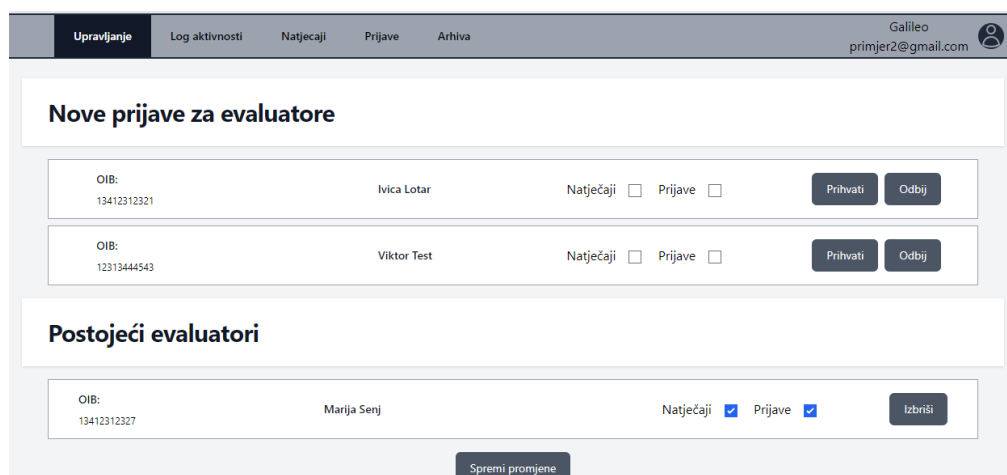 Upravljanje Log aktivnosti Natjecaji Prijave Arhiva
Galileo
primjer2@gmail.com
Nove prijave za evaluatore
OIB:
13412312321
Ivica Lotar
Natječaji Prijave
Prihvati Odbij
OIB:
12313444543
Viktor Test
Natječaji Prijave
Prihvati Odbij
Postojeći evaluatori
OIB:
13412312327
Marija Senj
Natječaji Prijave
Izbriši
Spremi promjene